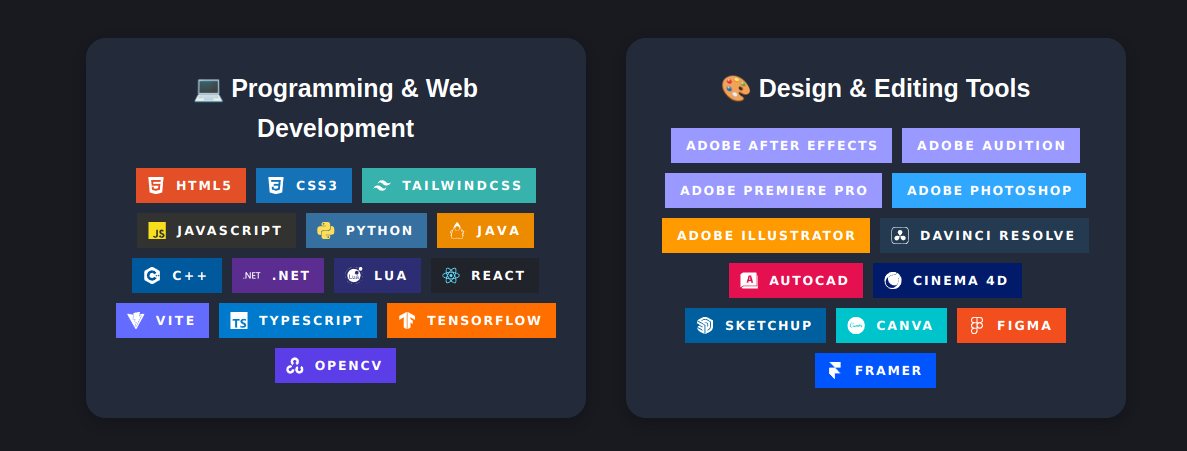 💻 Programming & Web
Development
HTML5 CSS3 TAILWINDCSS
JS JAVASCRIPT PYTHON JAVA
C++ .NET .NET LUA REACT
VITE TS TYPESCRIPT TENSORFLOW
OPENCV
🎨 Design & Editing Tools
ADOBE AFTER EFFECTS ADOBE AUDITION
ADOBE PREMIERE PRO ADOBE PHOTOSHOP
ADOBE ILLUSTRATOR DAVINCI RESOLVE
AUTOCAD CINEMA 4D
SKETCHUP CANVA FIGMA
FRAMER